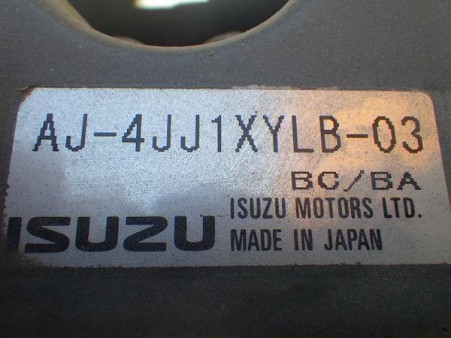 AJ-4JJ1XYLB-03
BC/BA
ISUZU ISUZU MOTORS LTD.
MADE IN JAPAN